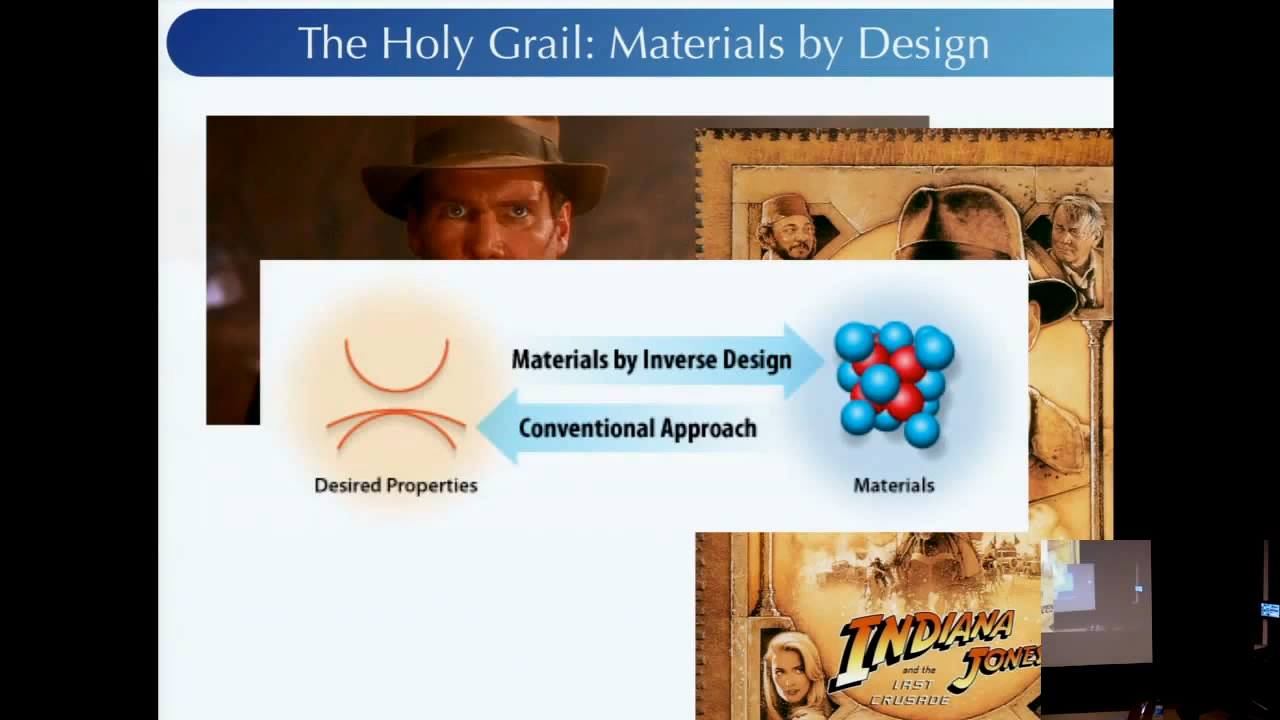 The Holy Grail: Materials by Design
Materials by Inverse Design
Conventional Approach
Desired Properties
Materials
INDIANA
JONES
and the
LAST
CRUSADE